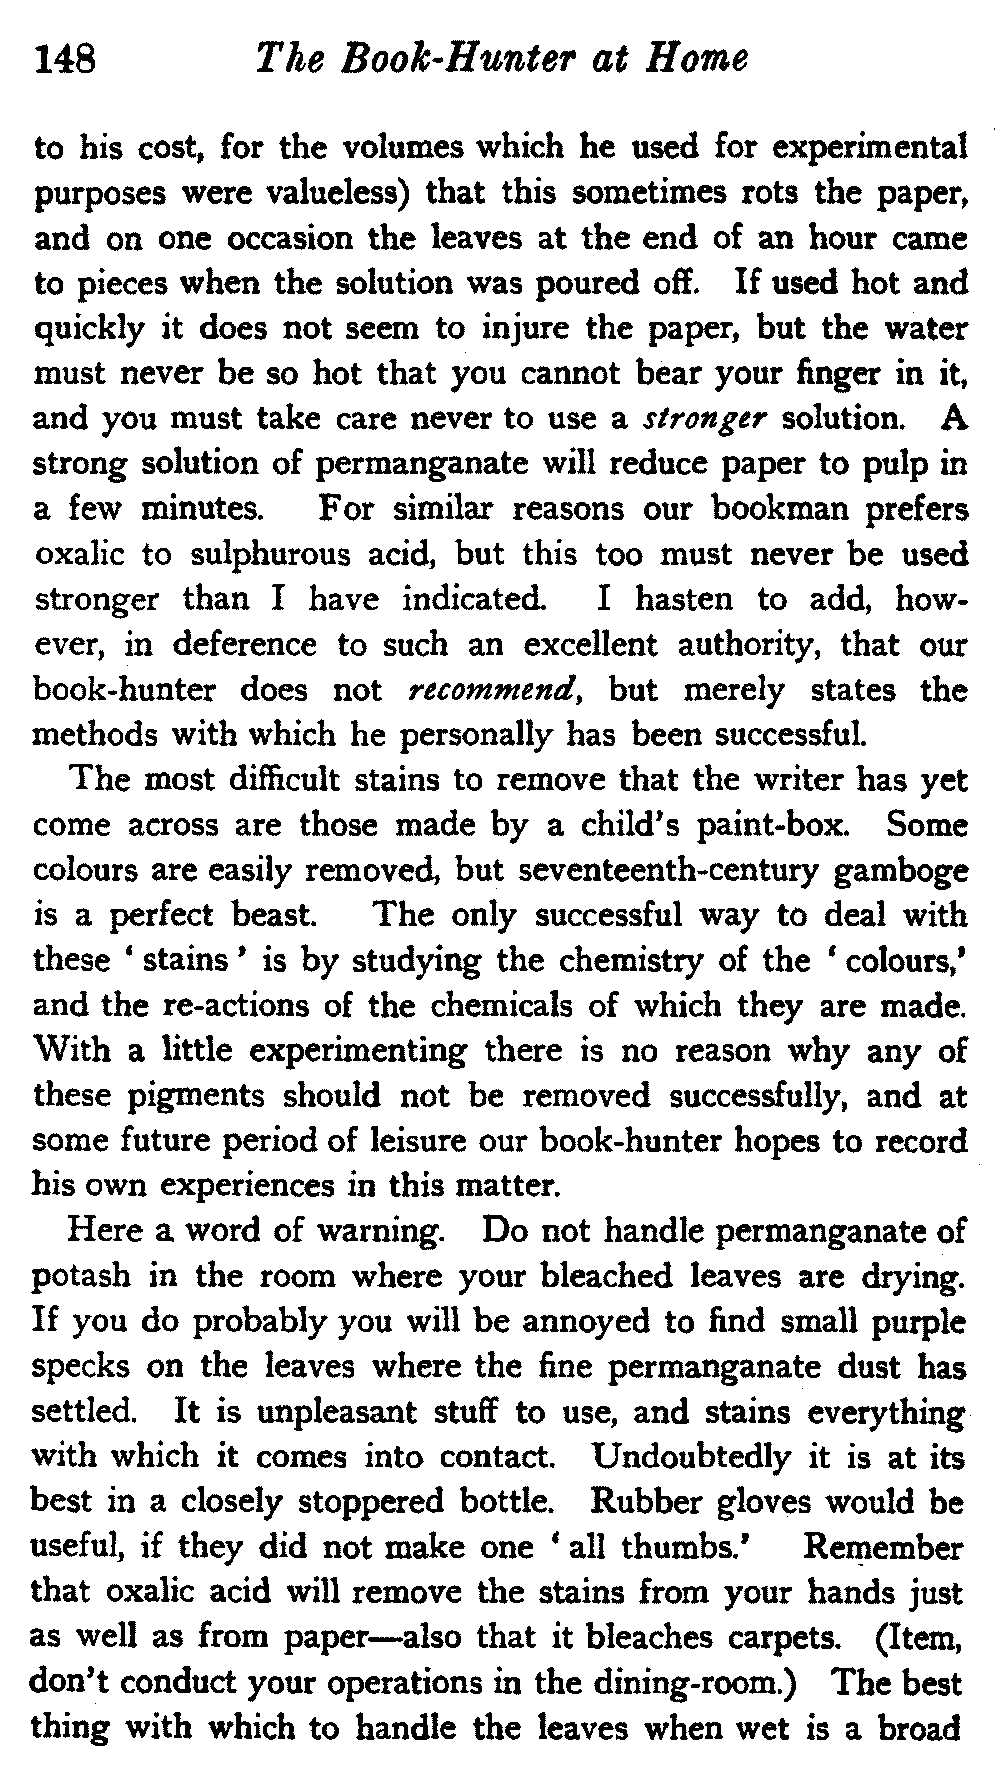 148 The Book-Hunter at Home
to his cost, for the volumes which he used for experimental
purposes were valueless) that this sometimes rots the paper,
and on one occasion the leaves at the end of an hour came
to pieces when the solution was poured off. If used hot and
quickly it does not seem to injure the paper, but the water
must never be so hot that you cannot bear your finger in it,
and you must take care never to use a stronger solution. A
strong solution of permanganate will reduce paper to pulp in
a few minutes. For similar reasons our bookman prefers
oxalic to sulphurous acid, but this too must never be used
stronger than I have indicated. I hasten to add, how-
ever, in deference to such an excellent authority, that our
book-hunter does not recommend, but merely states the
methods with which he personally has been successful.
The most difficult stains to remove that the writer has yet
come across are those made by a child's paint-box. Some
colours are easily removed, but seventeenth-century gamboge
is a perfect beast. The only successful way to deal with
these ‘ stains ’ is by studying the chemistry of the ‘ colours,’
and the re-actions of the chemicals of which they are made.
With a little experimenting there is no reason why any of
these pigments should not be removed successfully, and at
some future period of leisure our book-hunter hopes to record
his own experiences in this matter.
Here a word of warning. Do not handle permanganate of
potash in the room where your bleached leaves are drying.
If you do probably you will be annoyed to find small purple
specks on the leaves where the fine permanganate dust has
settled. It is unpleasant stuff to use, and stains everything
with which it comes into contact. Undoubtedly it is at its
best in a closely stoppered bottle. Rubber gloves would be
useful, if they did not make one ‘ all thumbs.’ Remember
that oxalic acid will remove the stains from your hands just
as well as from paper—also that it bleaches carpets. (Item,
don't conduct your operations in the dining-room.) The best
thing with which to handle the leaves when wet is a broad